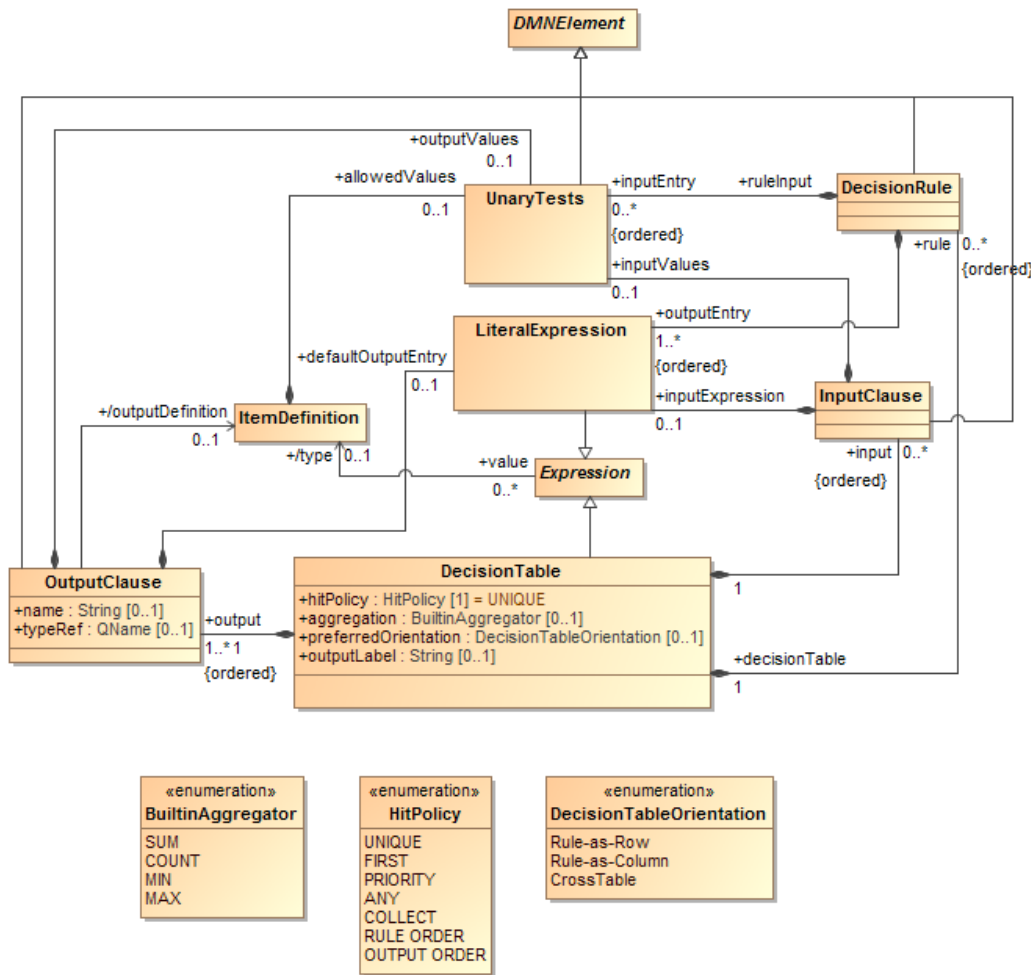 DMNElement
+outputValues
0..1
+allowedValues
0..1
UnaryTests
+inputEntry
0..*
{ordered}
+ruleInput
DecisionRule
+rule
0..*
{ordered}
+inputValues
0..1
LiteralExpression
+outputEntry
1..*
{ordered}
+defaultOutputEntry
0..1
+inputExpression
0..1
InputClause
+/outputDefinition
0..1
ItemDefinition
+/type
0..1
+value
0..*
Expression
+input
0..*
{ordered}
OutputClause
+name : String [0..1]
+typeRef : QName [0..1]
+output
1..* 1
{ordered}
DecisionTable
+hitPolicy : HitPolicy [1] = UNIQUE
+aggregation : BuiltinAggregator [0..1]
+preferredOrientation : DecisionTableOrientation [0..1]
+outputLabel : String [0..1]
1
+decisionTable
1
«enumeration»
BuiltinAggregator
SUM
COUNT
MIN
MAX
«enumeration»
HitPolicy
UNIQUE
FIRST
PRIORITY
ANY
COLLECT
RULE ORDER
OUTPUT ORDER
«enumeration»
DecisionTableOrientation
Rule-as-Row
Rule-as-Column
CrossTable